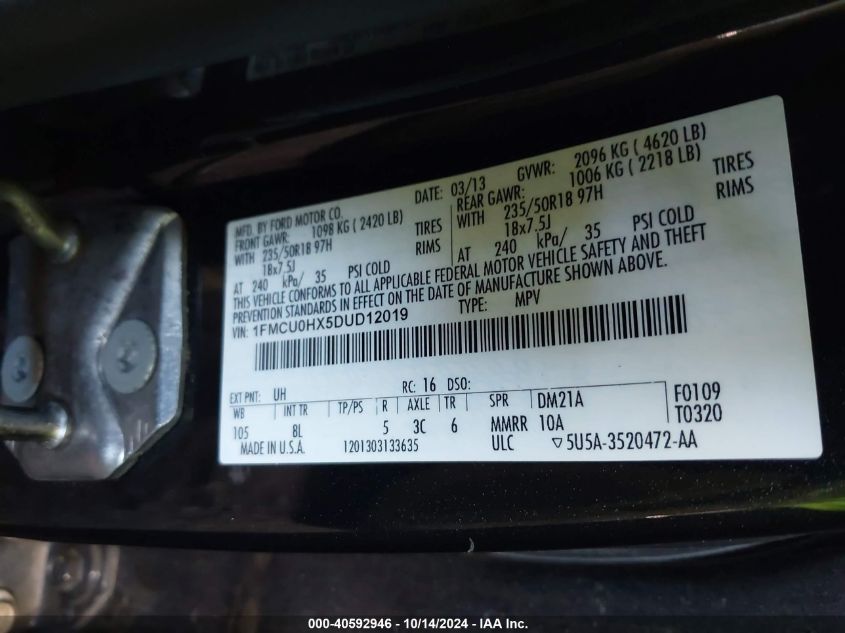 MFD. BY FORD MOTOR CO.
DATE: 03/13 GVWR: 2096 KG ( 4620 LB)
FRONT GAWR: 1098 KG ( 2420 LB) REAR GAWR: 1006 KG ( 2218 LB)
WITH 235/50R18 97H TIRES WITH 235/50R18 97H TIRES
18x7.5J RIMS 18x7.5J RIMS
AT 240 kPa/ 35 PSI COLD AT 240 kPa/ 35 PSI COLD
THIS VEHICLE CONFORMS TO ALL APPLICABLE FEDERAL MOTOR VEHICLE SAFETY AND THEFT
PREVENTION STANDARDS IN EFFECT ON THE DATE OF MANUFACTURE SHOWN ABOVE.
VIN: 1FMCU0HX5DUD12019 TYPE: MPV
EXT PNT: UH RC: 16 DSO:
WB INT TR TP/PS R AXLE TR SPR DM21A F0109
105 8L 5 3C 6 MMRR 10A T0320
MADE IN U.S.A. 1201303133635 ULC ▽5U5A-3520472-AA
000-40592946 - 10/14/2024 - IAA Inc.